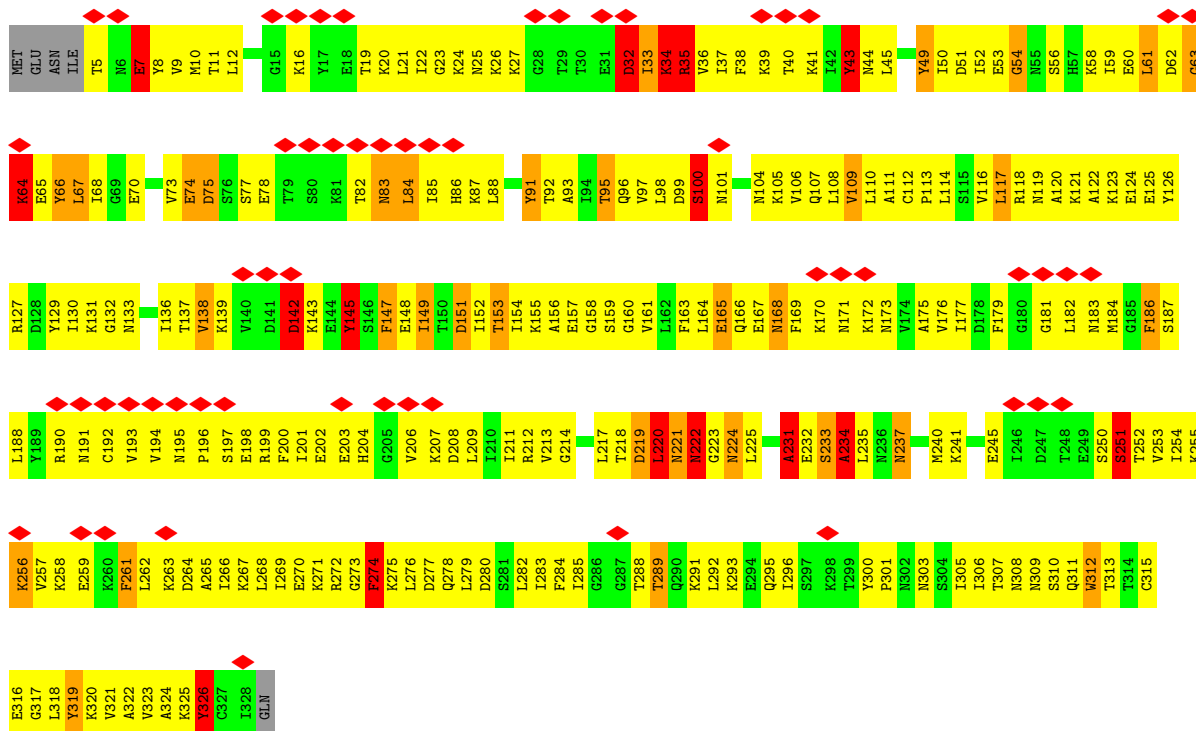 MET GLU ASN ILE T5 N6 E7 Y8 V9 M10 T11 L12 G15 K16 Y17 E18 T19 K20 L21 I22 G23 K24 N25 K26 K27 G28 T29 T30 E31 D32 I33 K34 R35 V36 I37 F38 K39 T40 K41 I42 Y43 N44 L45 Y49 I50 D51 I52 E53 G54 N55 S56 H57 K58 I59 E60 L61 D62 G63
K64 E65 Y66 L67 I68 G69 E70 V73 E74 D75 S76 S77 E78 T79 S80 K81 T82 N83 L84 I85 H86 K87 L88 Y91 T92 A93 I94 T95 Q96 V97 L98 D99 S100 N101 N104 K105 V106 Q107 L108 V109 L110 A111 C112 P113 L114 S115 V116 L117 R118 N119 A120 K121 A122 K123 E124 E125 Y126
R127 D128 Y129 I130 K131 G132 N133 I136 T137 V138 K139 V140 D141 D142 K143 E144 Y145 S146 F147 E148 I149 T150 D151 I152 T153 I154 K155 A156 E157 G158 S159 G160 V161 L162 F163 L164 E165 Q166 E167 N168 F169 K170 N171 K172 N173 V174 A175 V176 I177 D178 F179 G180 G181 L182 N183 M184 G185 F186 S187
L188 Y189 R190 N191 C192 V193 V194 N195 P196 S197 E198 R199 F200 I201 E202 E203 H204 G205 V206 K207 D208 L209 I210 I211 R212 V213 G214 L217 T218 D219 L220 N221 N222 G223 N224 L225 A231 E232 S233 A234 L235 N236 N237 M240 K241 E245 I246 D247 T248 E249 S250 S251 T252 V253 I254 K255
K256 V257 K258 E259 K260 F261 L262 K263 D264 A265 I266 K267 L268 I269 E270 K271 R272 G273 F274 K275 L276 D277 Q278 L279 D280 S281 L282 I283 F284 I285 G286 G287 T288 T289 Q290 K291 L292 K293 E294 Q295 I296 S297 K298 T299 Y300 P301 N302 N303 S304 I305 I306 T307 N308 N309 S310 Q311 W312 T313 T314 C315
E316 G317 L318 Y319 K320 V321 A322 V323 A324 K325 Y326 C327 I328 GLN